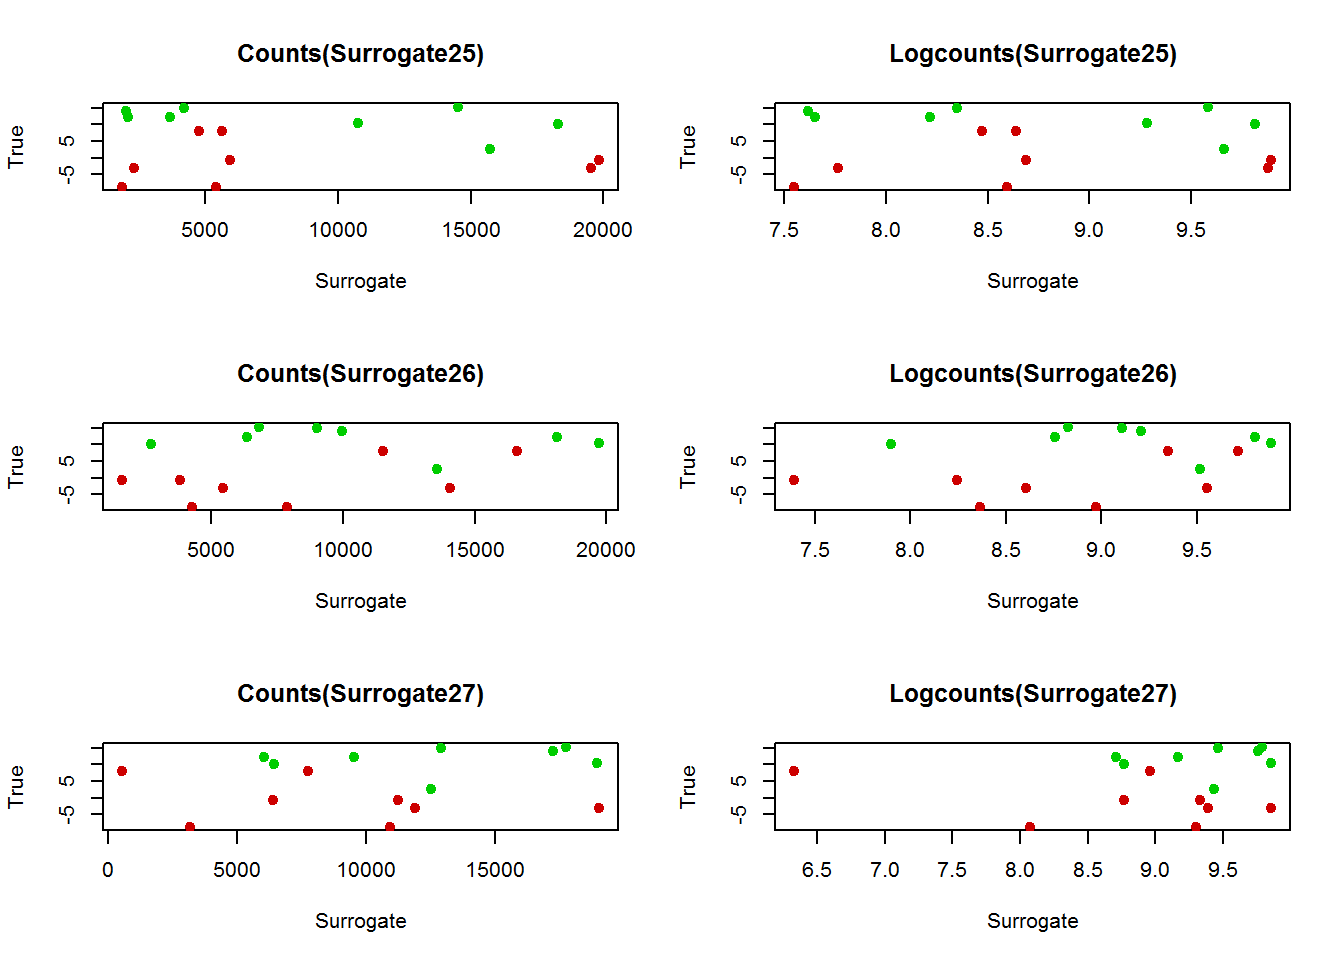 Counts(Surrogate25)
True
5
-5
5000 10000 15000 20000
Surrogate
Logcounts(Surrogate25)
True
5
-5
7.5 8.0 8.5 9.0 9.5
Surrogate
Counts(Surrogate26)
True
5
-5
5000 10000 15000 20000
Surrogate
Logcounts(Surrogate26)
True
5
-5
7.5 8.0 8.5 9.0 9.5
Surrogate
Counts(Surrogate27)
True
5
-5
0 5000 10000 15000
Surrogate
Logcounts(Surrogate27)
True
5
-5
6.5 7.0 7.5 8.0 8.5 9.0 9.5
Surrogate